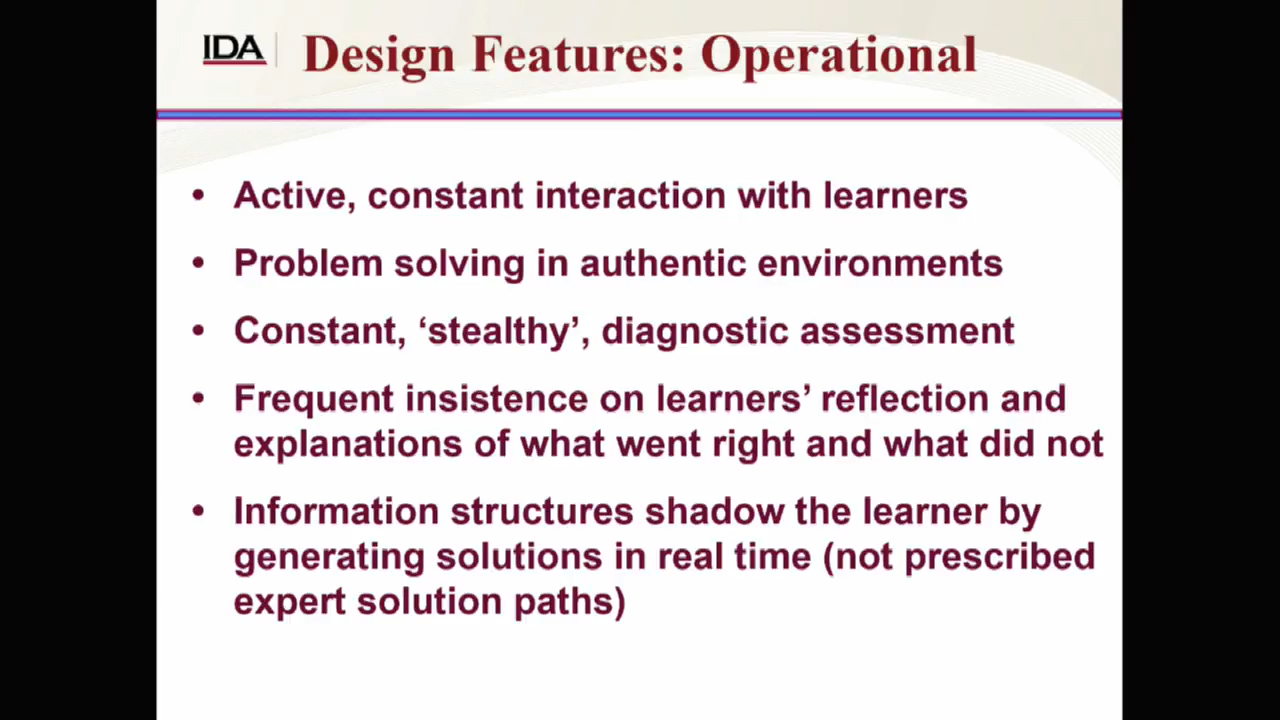 IDA
Design Features: Operational
• Active, constant interaction with learners
• Problem solving in authentic environments
• Constant, ‘stealthy’, diagnostic assessment
• Frequent insistence on learners’ reflection and
explanations of what went right and what did not
• Information structures shadow the learner by
generating solutions in real time (not prescribed
expert solution paths)